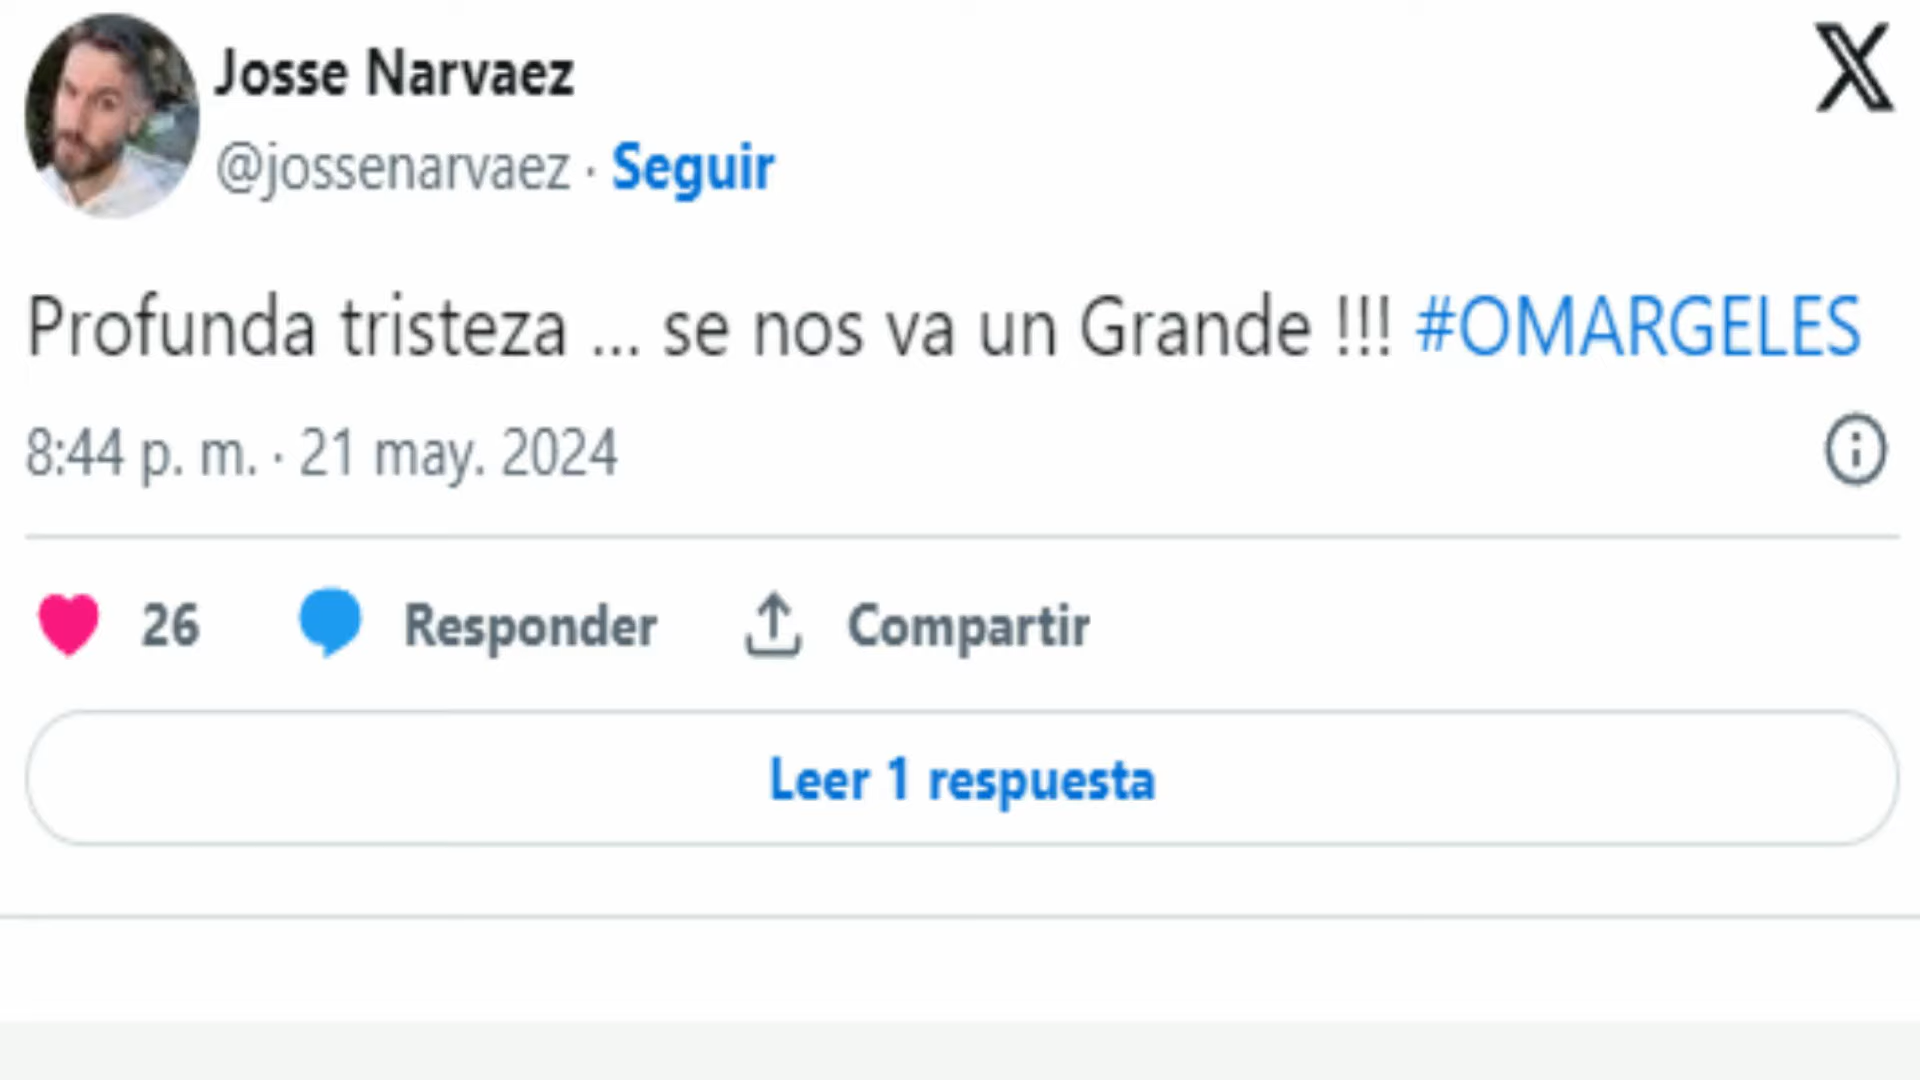 Josse Narvaez
@jossenarvaez · Seguir
Profunda tristeza ... se nos va un Grande !!! #OMARGELES
8:44 p. m. · 21 may. 2024
26 Responder Compartir
Leer 1 respuesta